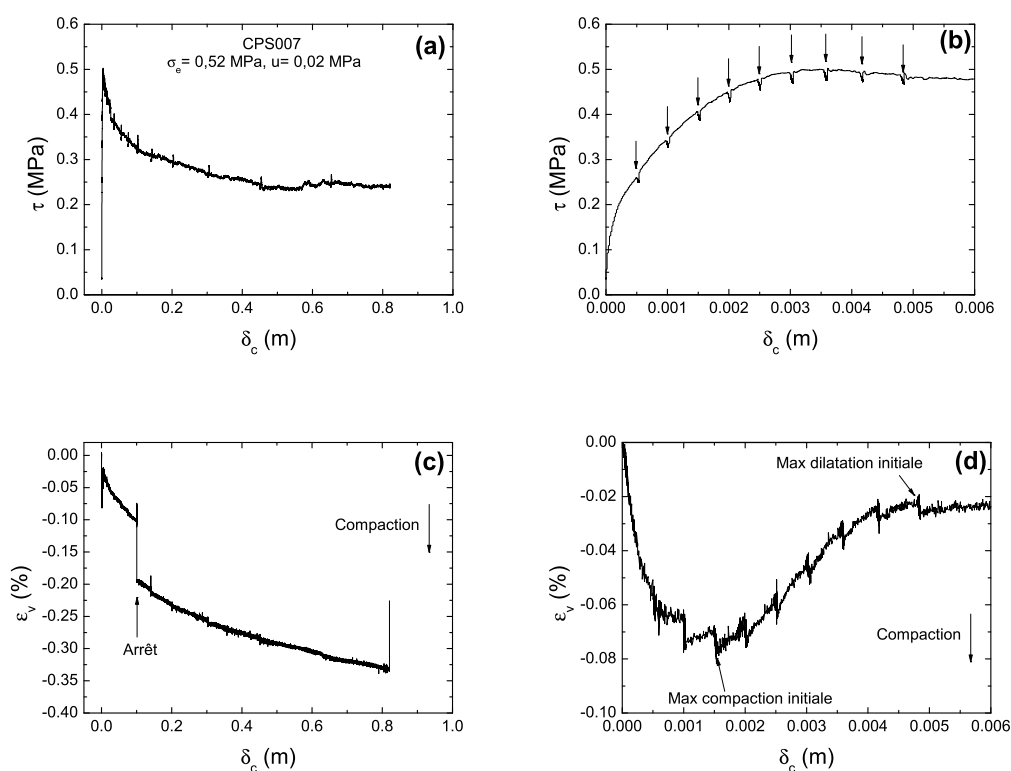 (a)
CPS007
σe= 0,52 MPa, u= 0,02 MPa
0.6
0.5
0.4
0.3
0.2
0.1
0.0
τ (MPa)
0.0 0.2 0.4 0.6 0.8 1.0
δc (m)
(b)
0.6
0.5
0.4
0.3
0.2
0.1
0.0
τ (MPa)
0.000 0.001 0.002 0.003 0.004 0.005 0.006
δc (m)
(c)
0.00
-0.05
-0.10
-0.15
-0.20
-0.25
-0.30
-0.35
-0.40
εv (%)
Compaction
Arrêt
0.0 0.2 0.4 0.6 0.8 1.0
δc (m)
(d)
0.00
-0.02
-0.04
-0.06
-0.08
-0.10
εv (%)
Max dilatation initiale
Compaction
Max compaction initiale
0.000 0.001 0.002 0.003 0.004 0.005 0.006
δc (m)